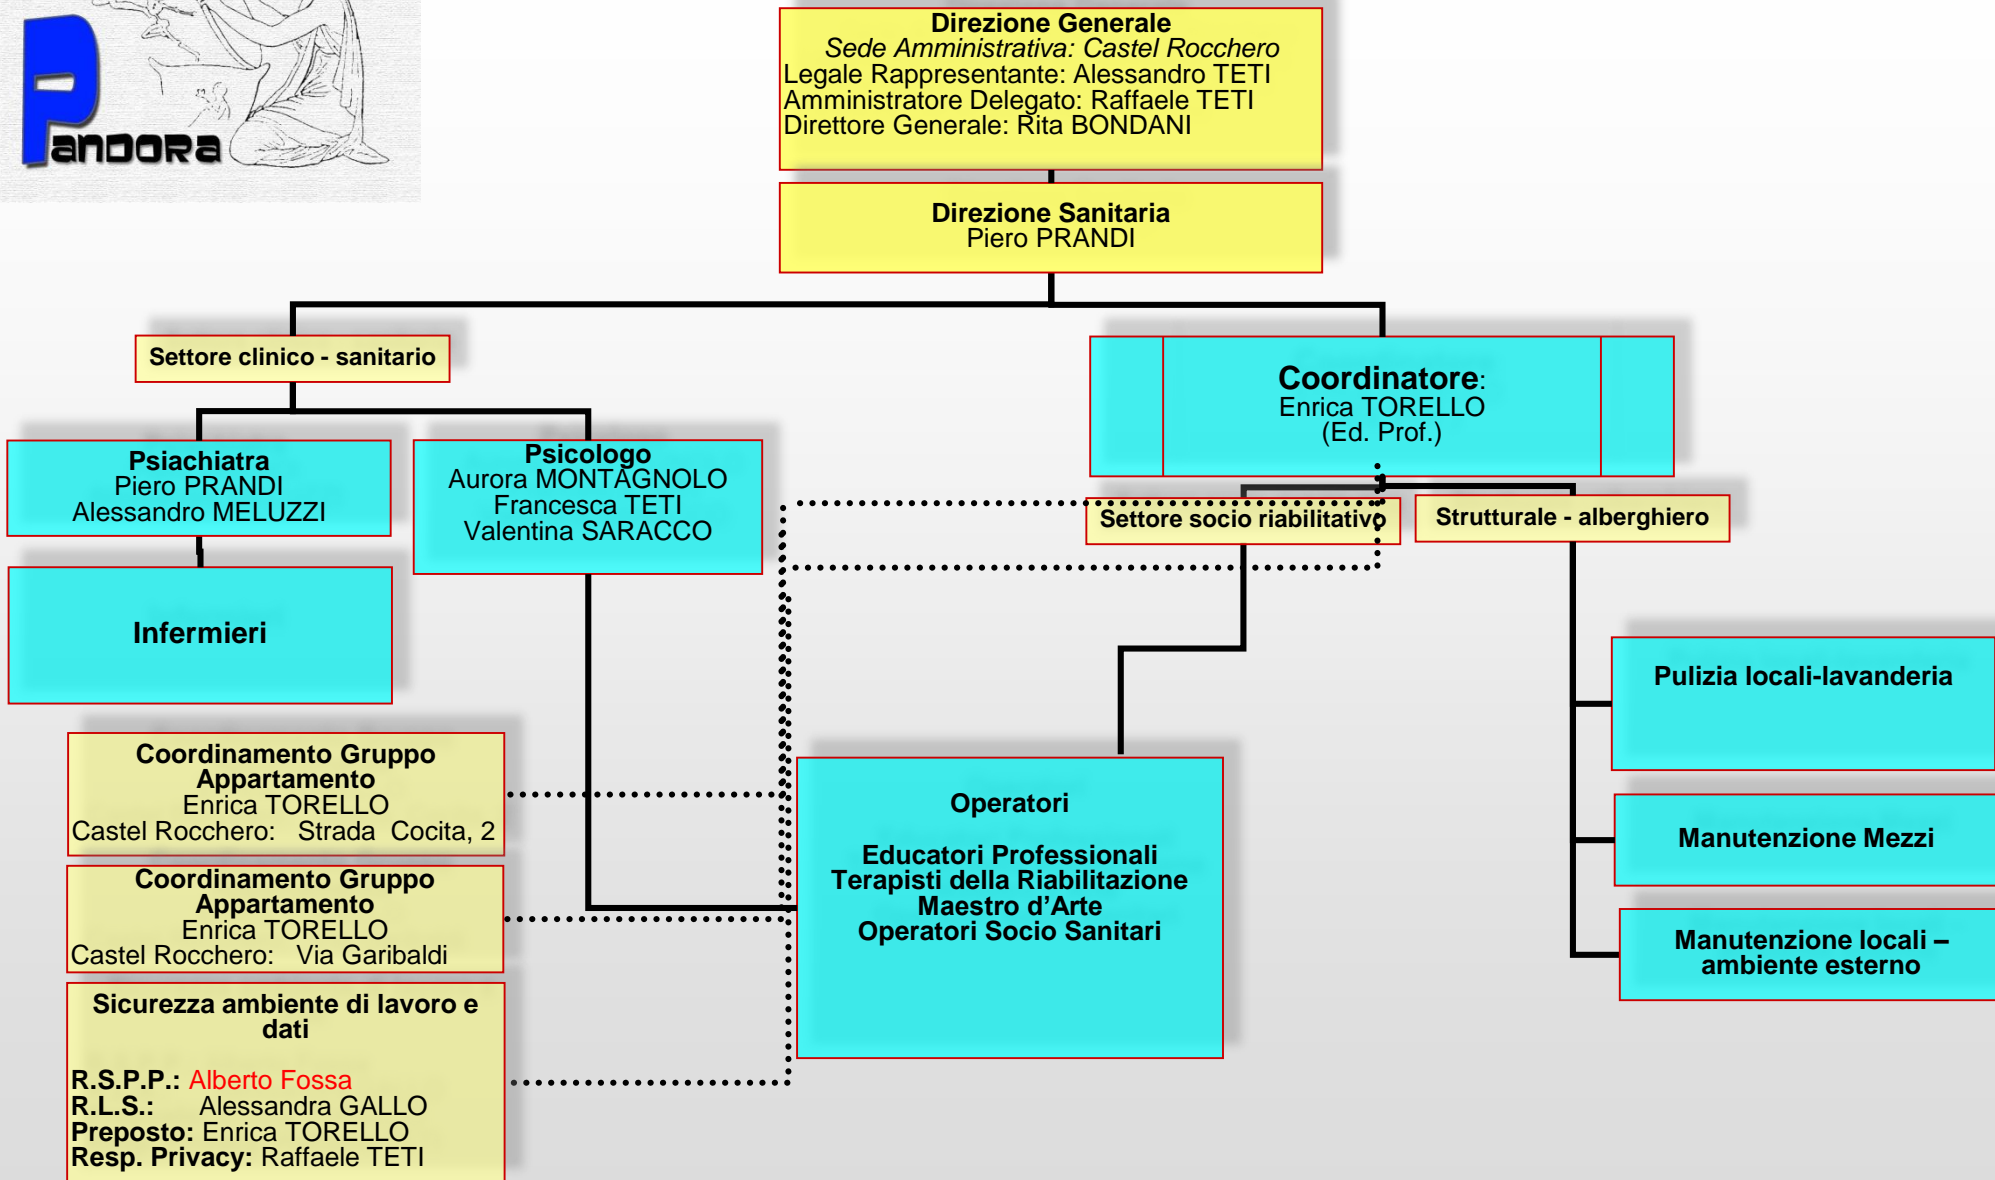 Pandora
Direzione Generale
Sede Amministrativa: Castel Rocchero
Legale Rappresentante: Alessandro TETI
Amministratore Delegato: Raffaele TETI
Direttore Generale: Rita BONDANI
Direzione Sanitaria
Piero PRANDI
Settore clinico - sanitario
Coordinatore:
Enrica TORELLO
(Ed. Prof.)
Psiachiatra
Piero PRANDI
Alessandro MELUZZI
Psicologo
Aurora MONTAGNOLO
Francesca TETI
Valentina SARACCO
Settore socio riabilitativo
Strutturale - alberghiero
Infermieri
Pulizia locali-lavanderia
Coordinamento Gruppo
Appartamento
Enrica TORELLO
Castel Rocchero: Strada Cocita, 2
Operatori
Educatori Professionali
Terapisti della Riabilitazione
Maestro d’Arte
Operatori Socio Sanitari
Manutenzione Mezzi
Coordinamento Gruppo
Appartamento
Enrica TORELLO
Castel Rocchero: Via Garibaldi
Manutenzione locali –
ambiente esterno
Sicurezza ambiente di lavoro e
dati
R.S.P.P.: Alberto Fossa
R.L.S.: Alessandra GALLO
Preposto: Enrica TORELLO
Resp. Privacy: Raffaele TETI